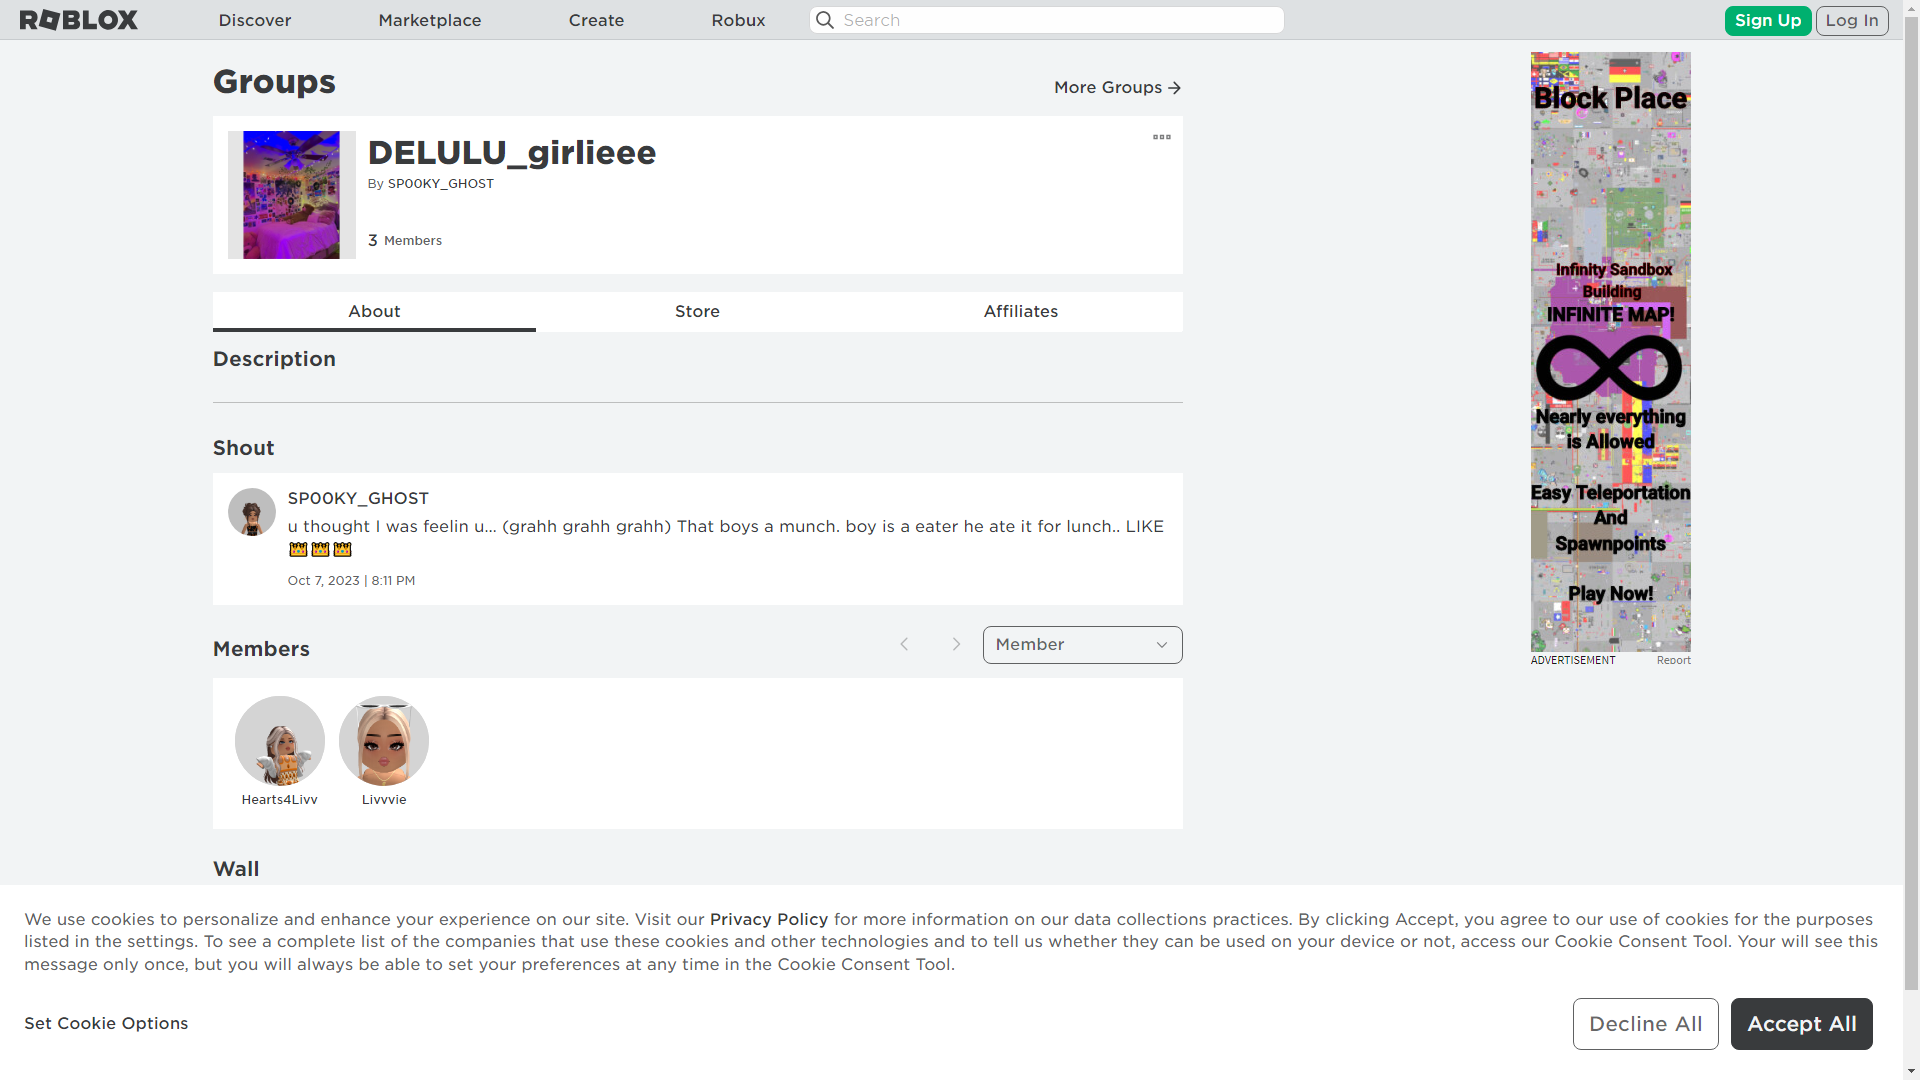 ROBLOX
Discover
Marketplace
Create
Robux
Search
Sign Up
Log In
Groups
More Groups
DELULU_girlieee
By SP00KY_GHOST
3 Members
About
Store
Affiliates
Description
Shout
SP00KY_GHOST
u thought I was feelin u... (grahh grahh grahh) That boys a munch. boy is a eater he ate it for lunch.. LIKE
👑👑👑
Oct 7, 2023 | 8:11 PM
Members
Member
Hearts4Livv
Livvvie
Wall
Block Place
Infinity Sandbox
Building
INFINITE MAP!
Nearly everything
is Allowed
Easy Teleportation
And
Spawnpoints
Play Now!
ADVERTISEMENT
Report
We use cookies to personalize and enhance your experience on our site. Visit our Privacy Policy for more information on our data collections practices. By clicking Accept, you agree to our use of cookies for the purposes
listed in the settings. To see a complete list of the companies that use these cookies and other technologies and to tell us whether they can be used on your device or not, access our Cookie Consent Tool. Your will see this
message only once, but you will always be able to set your preferences at any time in the Cookie Consent Tool.
Set Cookie Options
Decline All
Accept All